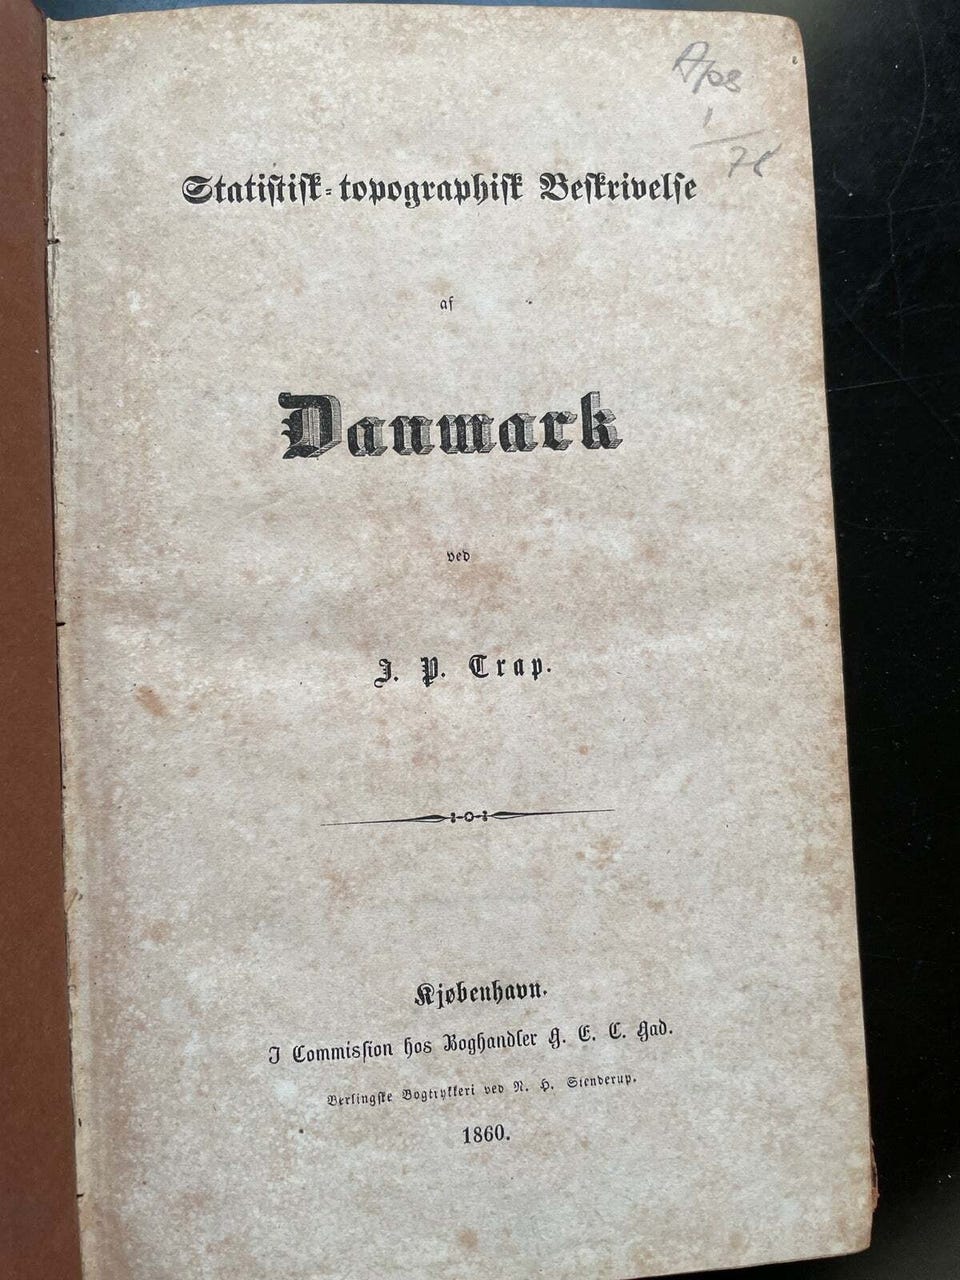 Statistisk-topographisk Beskrivelse
af
Danmark
ved
J. P. Trap.
Kjøbenhavn.
I Commission hos Boghandler G. E. C. Gad.
Berlingske Bogtrykkeri ved N. H. Stenderup.
1860.